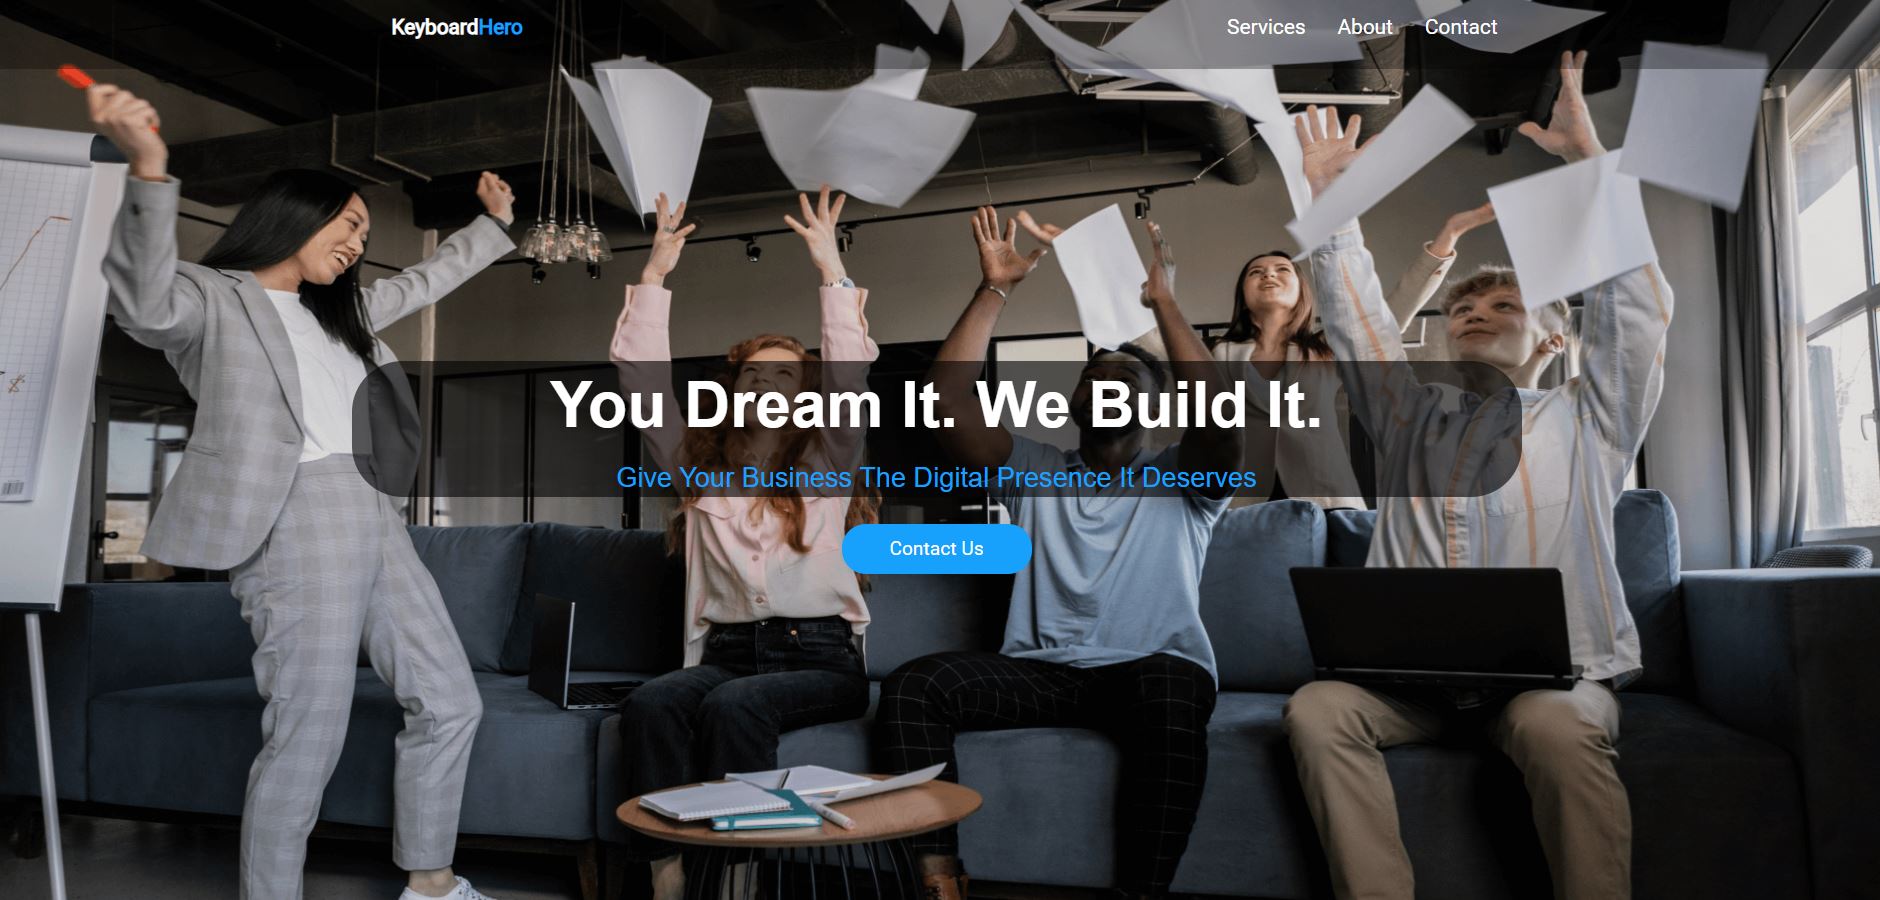 KeyboardHero
Services About Contact
You Dream It. We Build It.
Give Your Business The Digital Presence It Deserves
Contact Us